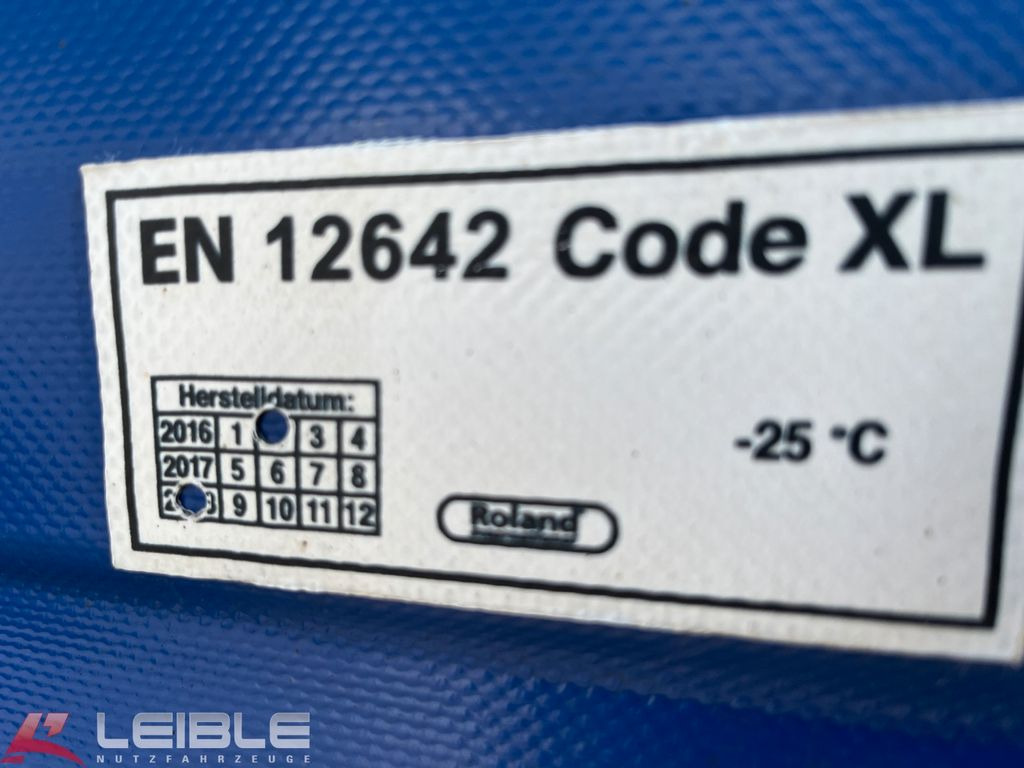 EN 12642 Code XL
Herstelldatum:
2016 1 3 4
2017 5 6 7 8
9 10 11 12
-25 °C
Roland
LEIBLE
NUTZFAHRZEUGE